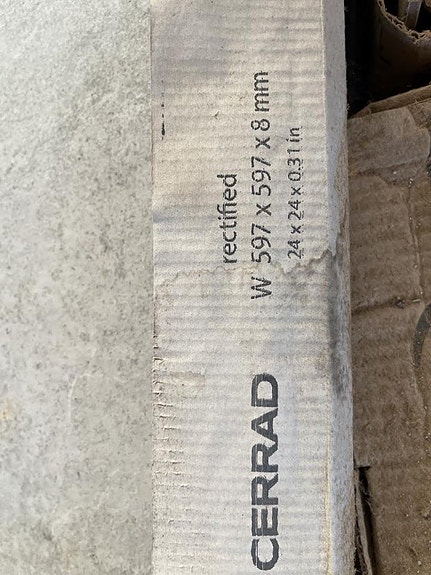 rectified
W 597 x 597 x 8 mm
24 x 24 x 0.31 in
CERRAD